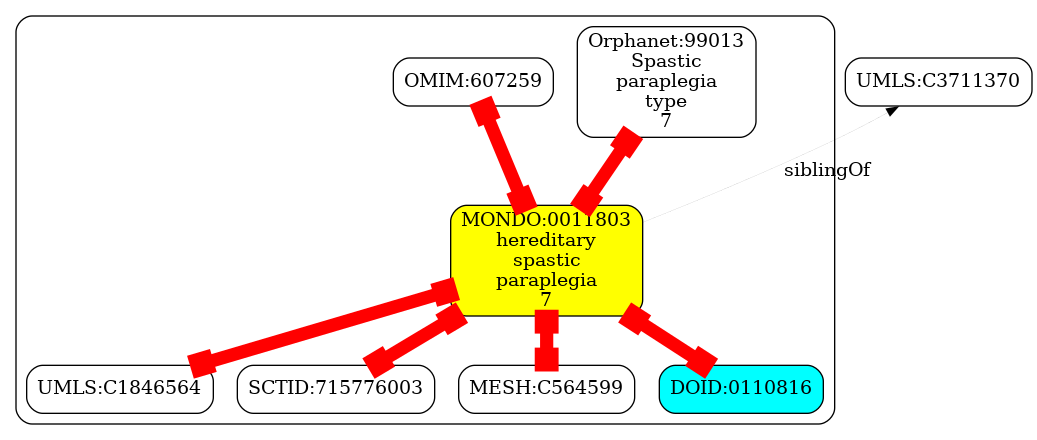 OMIM:607259
Orphanet:99013
Spastic
paraplegia
type
7
UMLS:C3711370
siblingOf
MONDO:0011803
hereditary
spastic
paraplegia
7
UMLS:C1846564
SCTID:715776003
MESH:C564599
DOID:0110816